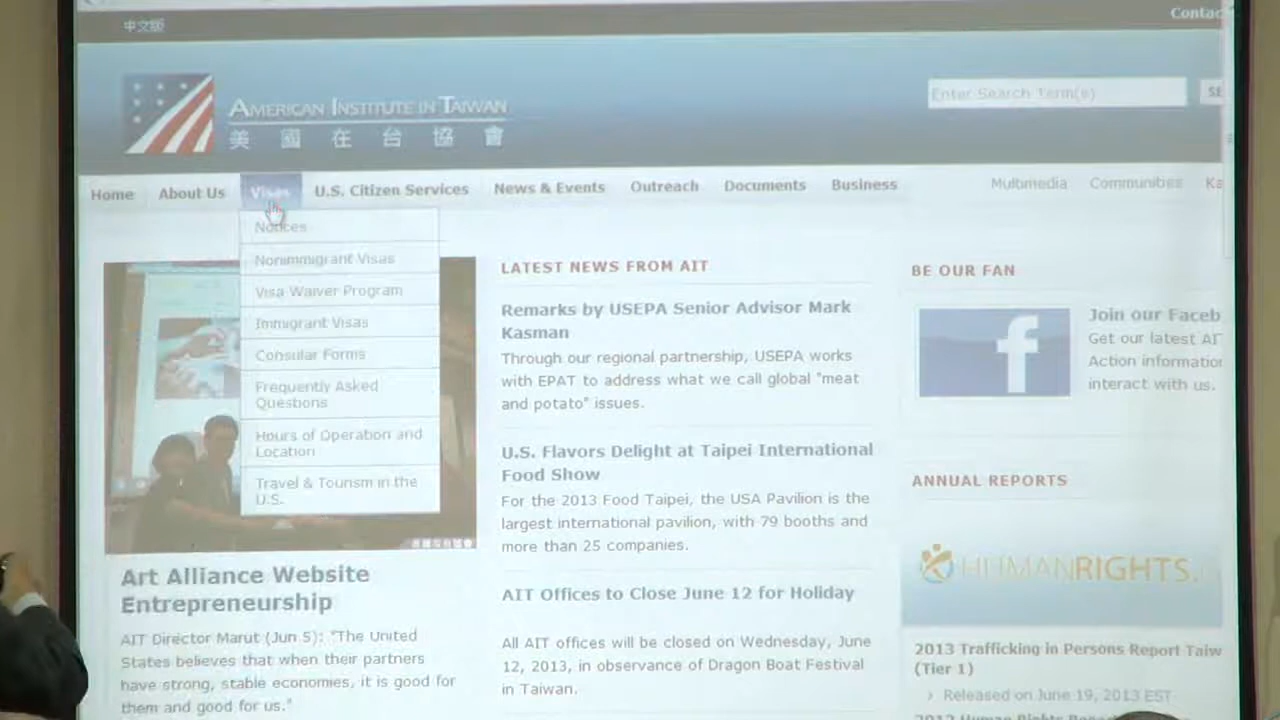 中文版
Contac
AMERICAN INSTITUTE IN TAIWAN
美國在台協會
Enter Search Term(s)
SE
Home About Us Visas U.S. Citizen Services News & Events Outreach Documents Business Multimedia Communities Ka
Notices
Nonimmigrant Visas
Visa Waiver Program
Immigrant Visas
Consular Forms
Frequently Asked
Questions
Hours of Operation and
Location
Travel & Tourism in the
U.S.
Art Alliance Website
Entrepreneurship
AIT Director Marut (Jun 5): "The United
States believes that when their partners
have strong, stable economies, it is good for
them and good for us."
LATEST NEWS FROM AIT
Remarks by USEPA Senior Advisor Mark
Kasman
Through our regional partnership, USEPA works
with EPAT to address what we call global "meat
and potato" issues.
U.S. Flavors Delight at Taipei International
Food Show
For the 2013 Food Taipei, the USA Pavilion is the
largest international pavilion, with 79 booths and
more than 25 companies.
AIT Offices to Close June 12 for Holiday
All AIT offices will be closed on Wednesday, June
12, 2013, in observance of Dragon Boat Festival
in Taiwan.
BE OUR FAN
f
Join our Faceb
Get our latest AI
Action information
interact with us.
ANNUAL REPORTS
HUMANRIGHTS.
2013 Trafficking in Persons Report Taiw
(Tier 1)
› Released on June 19, 2013 EST
2012 Human Rights Repor